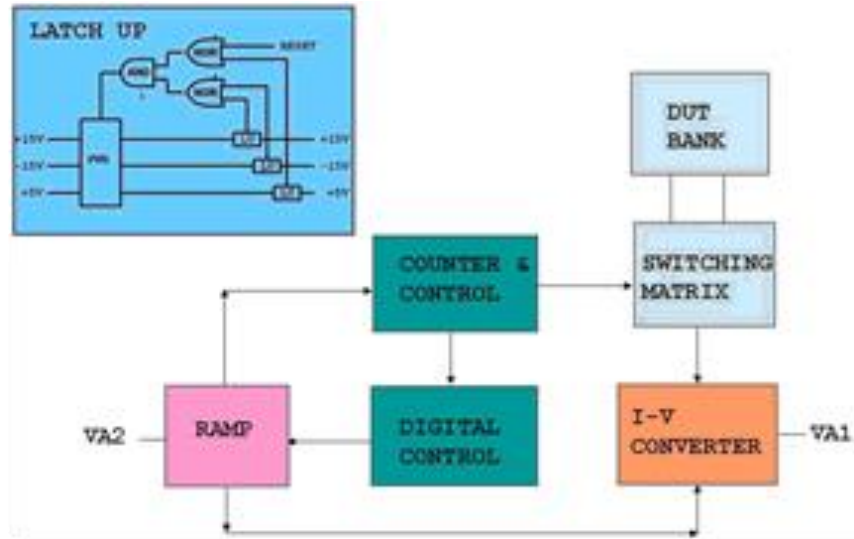 LATCH UP
RESET
+15V
+15V
-15V
-15V
+5V
+5V
DUT
BANK
COUNTER &
CONTROL
SWITCHING
MATRIX
VA2
RAMP
DIGITAL
CONTROL
I-V
CONVERTER
VA1